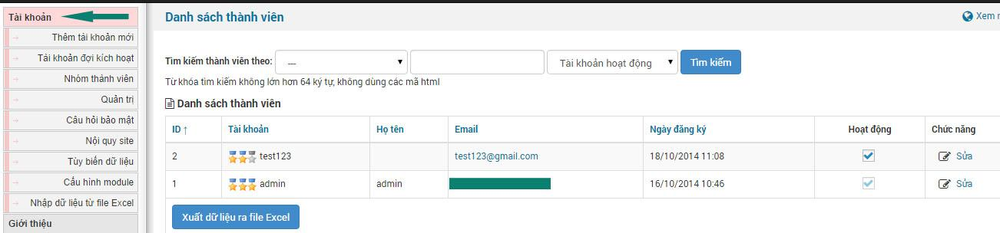 Tài khoản
Thêm tài khoản mới
Tài khoản đợi kích hoạt
Nhóm thành viên
Quản trị
Câu hỏi bảo mật
Nội quy site
Tùy biến dữ liệu
Cấu hình module
Nhập dữ liệu từ file Excel
Giới thiệu
Danh sách thành viên
Xem
Tìm kiếm thành viên theo: --- Tài khoản hoạt động Tìm kiếm
Từ khóa tìm kiếm không lớn hơn 64 ký tự, không dùng các mã html
Danh sách thành viên
ID ↑ Tài khoản Họ tên Email Ngày đăng ký Hoạt động Chức năng
2 test123 test123@gmail.com 18/10/2014 11:08 Sửa
1 admin admin 16/10/2014 10:46 Sửa
Xuất dữ liệu ra file Excel